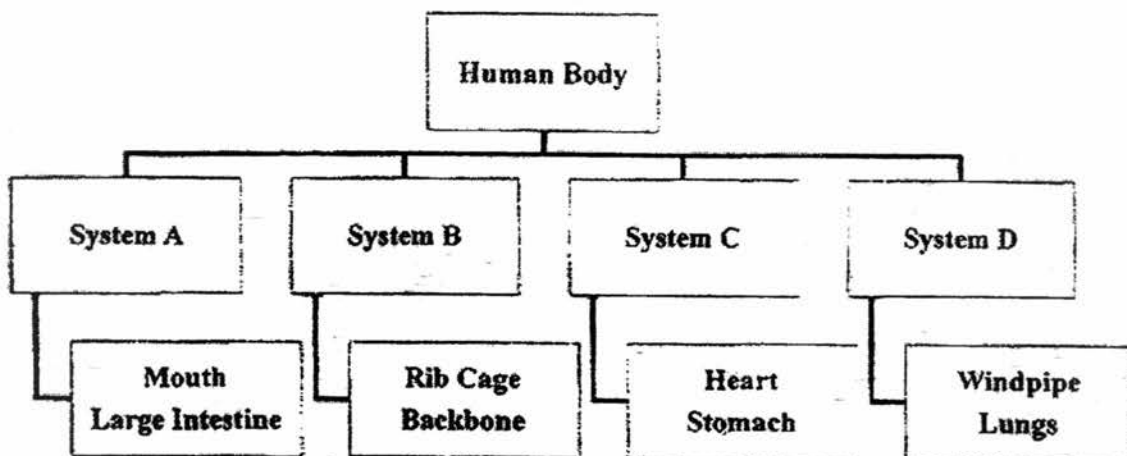 Human Body
System A
System B
System C
System D
Mouth
Large Intestine
Rib Cage
Backbone
Heart
Stomach
Windpipe
Lungs